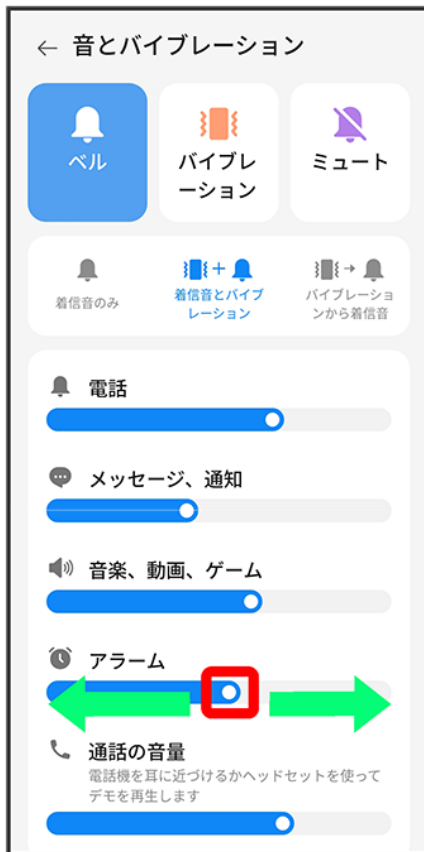 ← 音とバイブレーション
ベル
バイブレ
ーション
ミュート
着信音のみ
着信音とバイブ
レーション
バイブレーショ
ンから着信音
電話
メッセージ、通知
音楽、動画、ゲーム
アラーム
通話の音量
電話機を耳に近づけるかヘッドセットを使って
デモを再生します